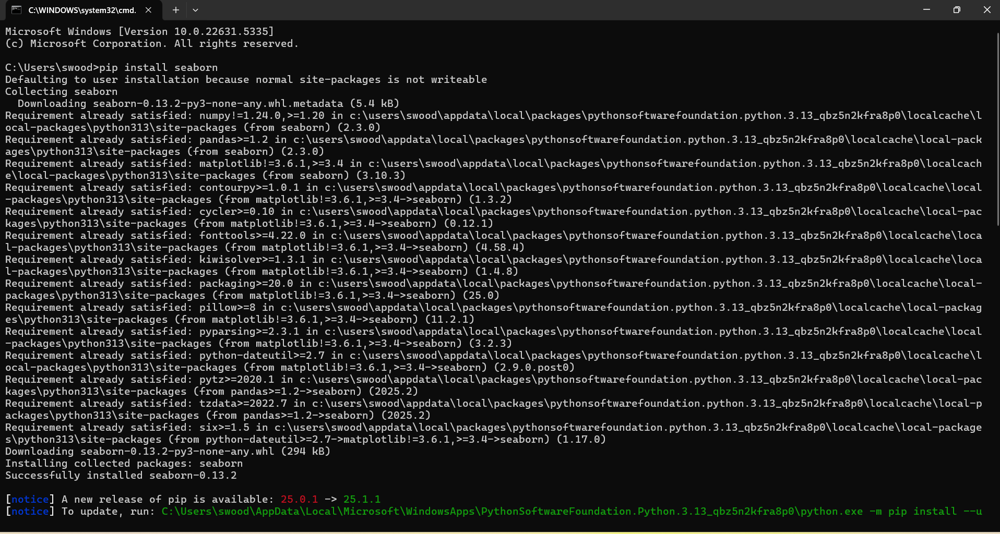 C:\WINDOWS\system32\cmd.
Microsoft Windows [Version 10.0.22631.5335]
(c) Microsoft Corporation. All rights reserved.
C:\Users\swood>pip install seaborn
Defaulting to user installation because normal site-packages is not writeable
Collecting seaborn
  Downloading seaborn-0.13.2-py3-none-any.whl.metadata (5.4 kB)
Requirement already satisfied: numpy!=1.24.0,>=1.20 in c:\users\swood\appdata\local\packages\pythonsoftwarefoundation.python.3.13_qbz5n2kfra8p0\localcache\l
ocal-packages\python313\site-packages (from seaborn) (2.3.0)
Requirement already satisfied: pandas>=1.2 in c:\users\swood\appdata\local\packages\pythonsoftwarefoundation.python.3.13_qbz5n2kfra8p0\localcache\local-pack
ages\python313\site-packages (from seaborn) (2.3.0)
Requirement already satisfied: matplotlib!=3.6.1,>=3.4 in c:\users\swood\appdata\local\packages\pythonsoftwarefoundation.python.3.13_qbz5n2kfra8p0\localcach
e\local-packages\python313\site-packages (from seaborn) (3.10.3)
Requirement already satisfied: contourpy>=1.0.1 in c:\users\swood\appdata\local\packages\pythonsoftwarefoundation.python.3.13_qbz5n2kfra8p0\localcache\local
-packages\python313\site-packages (from matplotlib!=3.6.1,>=3.4->seaborn) (1.3.2)
Requirement already satisfied: cycler>=0.10 in c:\users\swood\appdata\local\packages\pythonsoftwarefoundation.python.3.13_qbz5n2kfra8p0\localcache\local-pac
kages\python313\site-packages (from matplotlib!=3.6.1,>=3.4->seaborn) (0.12.1)
Requirement already satisfied: fonttools>=4.22.0 in c:\users\swood\appdata\local\packages\pythonsoftwarefoundation.python.3.13_qbz5n2kfra8p0\localcache\loca
l-packages\python313\site-packages (from matplotlib!=3.6.1,>=3.4->seaborn) (4.58.4)
Requirement already satisfied: kiwisolver>=1.3.1 in c:\users\swood\appdata\local\packages\pythonsoftwarefoundation.python.3.13_qbz5n2kfra8p0\localcache\loca
l-packages\python313\site-packages (from matplotlib!=3.6.1,>=3.4->seaborn) (1.4.8)
Requirement already satisfied: packaging>=20.0 in c:\users\swood\appdata\local\packages\pythonsoftwarefoundation.python.3.13_qbz5n2kfra8p0\localcache\local-
packages\python313\site-packages (from matplotlib!=3.6.1,>=3.4->seaborn) (25.0)
Requirement already satisfied: pillow>=8 in c:\users\swood\appdata\local\packages\pythonsoftwarefoundation.python.3.13_qbz5n2kfra8p0\localcache\local-packag
es\python313\site-packages (from matplotlib!=3.6.1,>=3.4->seaborn) (11.2.1)
Requirement already satisfied: pyparsing>=2.3.1 in c:\users\swood\appdata\local\packages\pythonsoftwarefoundation.python.3.13_qbz5n2kfra8p0\localcache\local
-packages\python313\site-packages (from matplotlib!=3.6.1,>=3.4->seaborn) (3.2.3)
Requirement already satisfied: python-dateutil>=2.7 in c:\users\swood\appdata\local\packages\pythonsoftwarefoundation.python.3.13_qbz5n2kfra8p0\localcache\l
ocal-packages\python313\site-packages (from matplotlib!=3.6.1,>=3.4->seaborn) (2.9.0.post0)
Requirement already satisfied: pytz>=2020.1 in c:\users\swood\appdata\local\packages\pythonsoftwarefoundation.python.3.13_qbz5n2kfra8p0\localcache\local-pac
kages\python313\site-packages (from pandas>=1.2->seaborn) (2025.2)
Requirement already satisfied: tzdata>=2022.7 in c:\users\swood\appdata\local\packages\pythonsoftwarefoundation.python.3.13_qbz5n2kfra8p0\localcache\local-p
ackages\python313\site-packages (from pandas>=1.2->seaborn) (2025.2)
Requirement already satisfied: six>=1.5 in c:\users\swood\appdata\local\packages\pythonsoftwarefoundation.python.3.13_qbz5n2kfra8p0\localcache\local-package
s\python313\site-packages (from python-dateutil>=2.7->matplotlib!=3.6.1,>=3.4->seaborn) (1.17.0)
Downloading seaborn-0.13.2-py3-none-any.whl (294 kB)
Installing collected packages: seaborn
Successfully installed seaborn-0.13.2
[notice] A new release of pip is available: 25.0.1 -> 25.1.1
[notice] To update, run: C:\Users\swood\AppData\Local\Microsoft\WindowsApps\PythonSoftwareFoundation.Python.3.13_qbz5n2kfra8p0\python.exe -m pip install --u